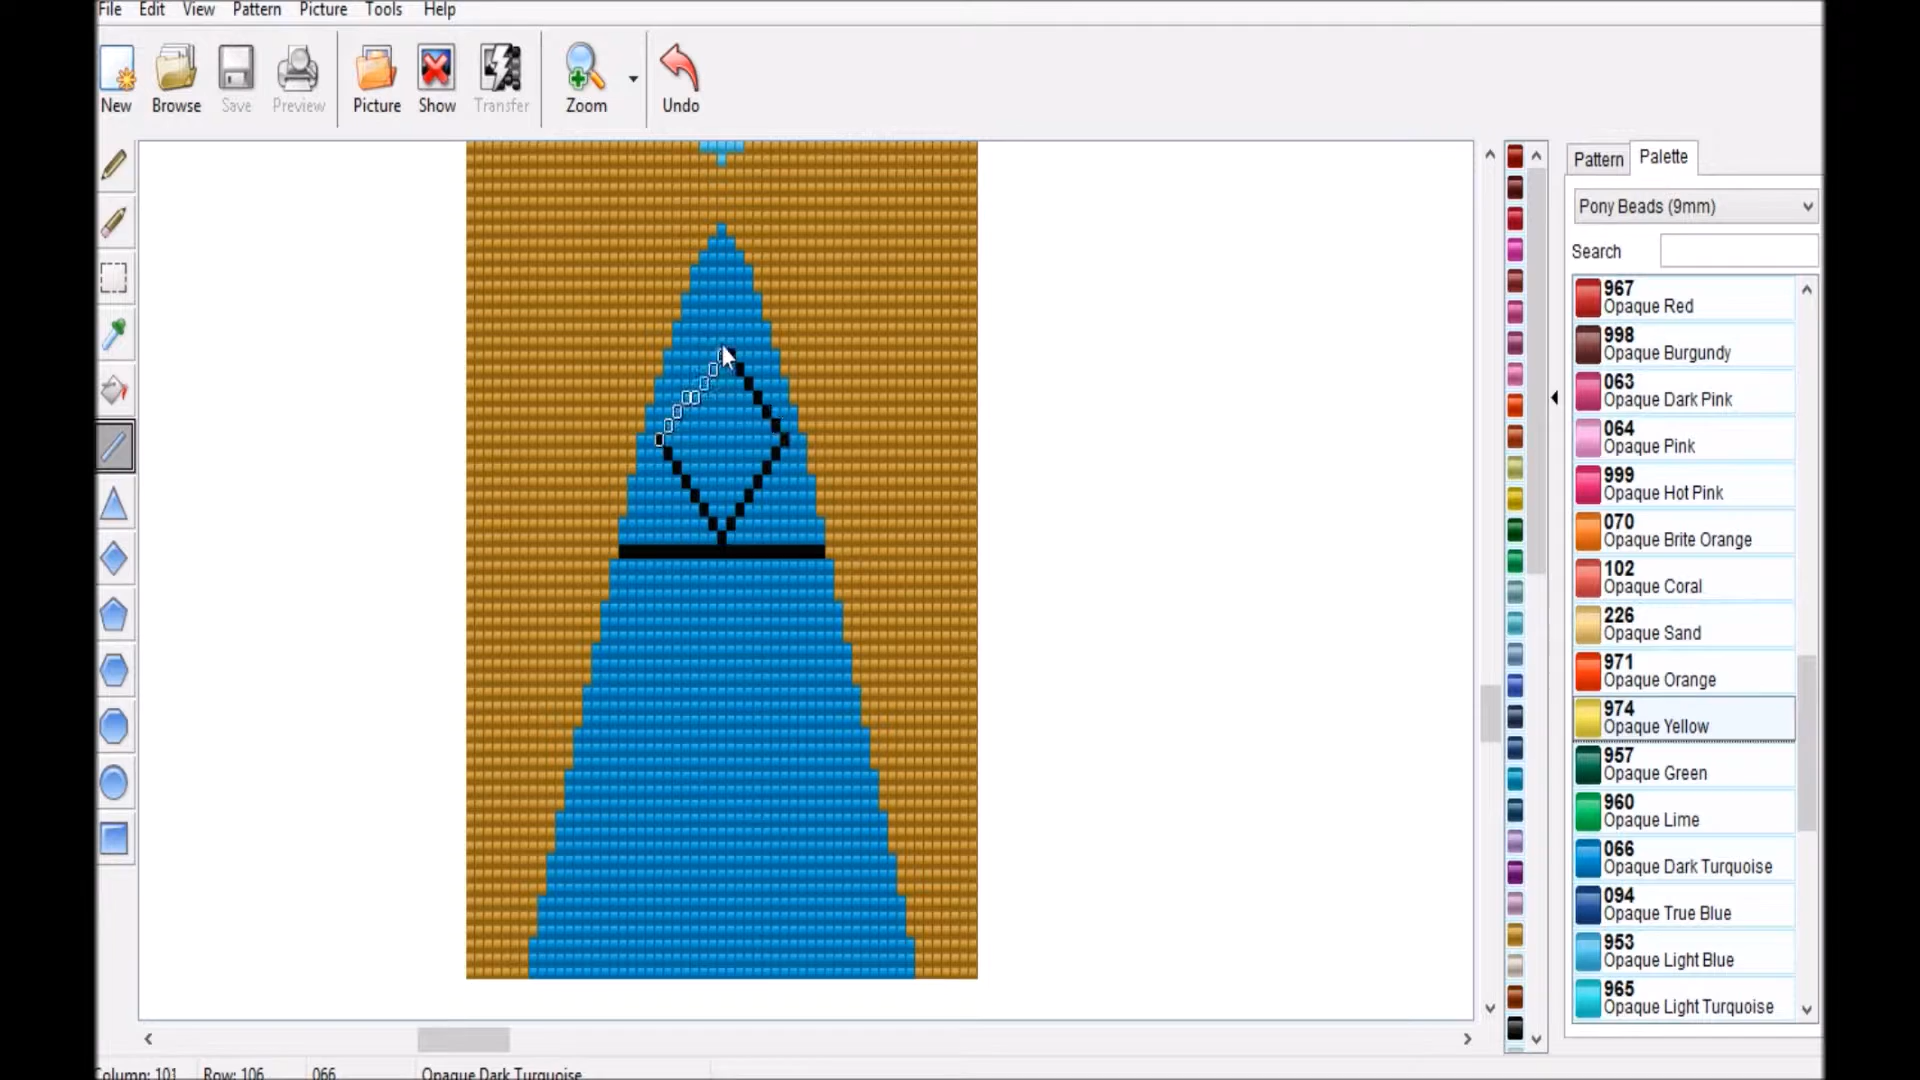 File Edit View Pattern Picture Tools Help
New Browse Save Preview Picture Show Transfer Zoom Undo
Pattern Palette
Pony Beads (9mm)
Search
967
Opaque Red
998
Opaque Burgundy
063
Opaque Dark Pink
064
Opaque Pink
999
Opaque Hot Pink
070
Opaque Brite Orange
102
Opaque Coral
226
Opaque Sand
971
Opaque Orange
974
Opaque Yellow
957
Opaque Green
960
Opaque Lime
066
Opaque Dark Turquoise
094
Opaque True Blue
953
Opaque Light Blue
965
Opaque Light Turquoise
Column: 101 Row: 106 066 Opaque Dark Turquoise